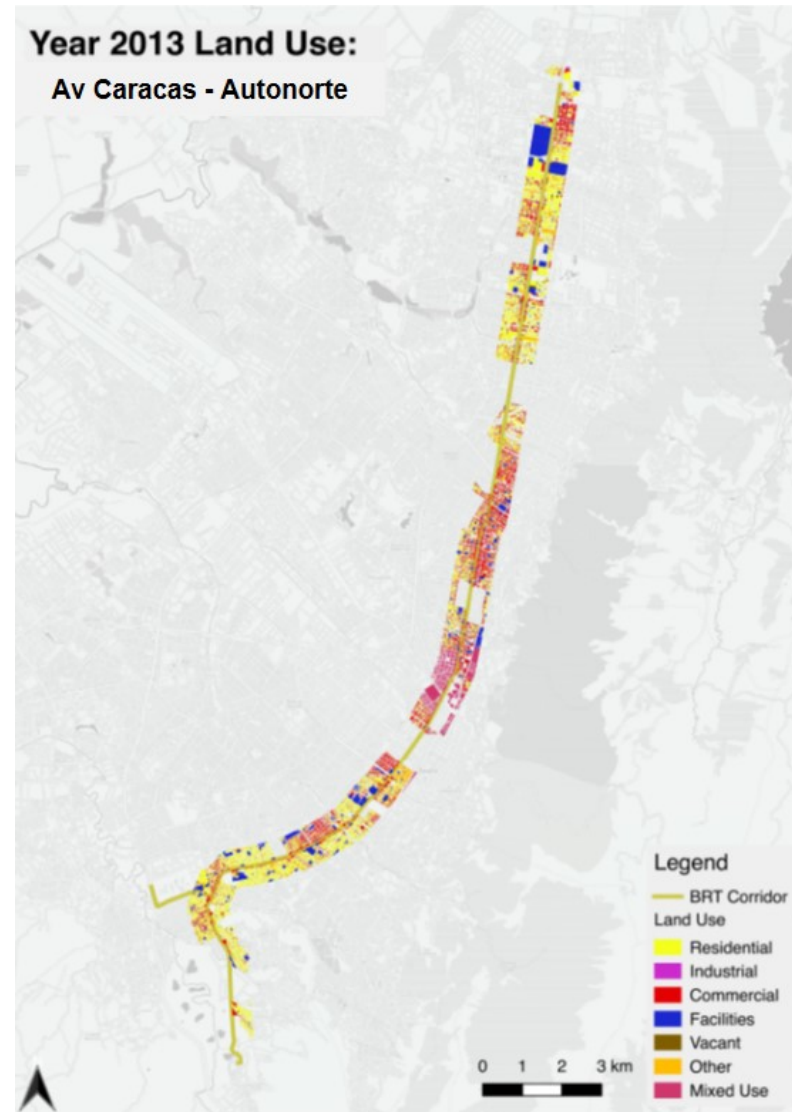 Year 2013 Land Use:
Av Caracas - Autonorte
Legend
BRT Corridor
Land Use
Residential
Industrial
Commercial
Facilities
Vacant
Other
Mixed Use
0 1 2 3 km